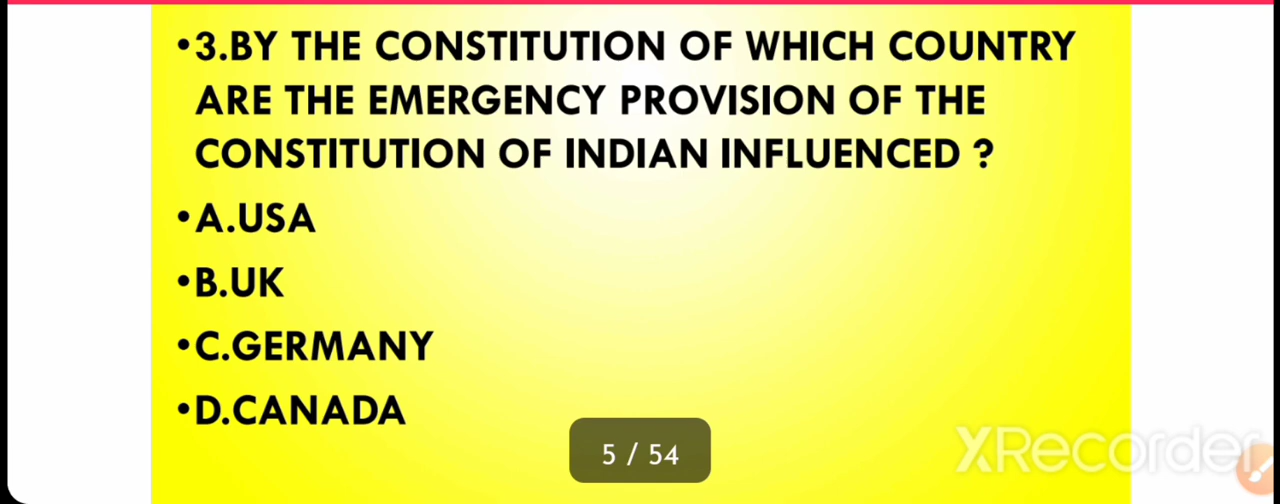 •3.BY THE CONSTITUTION OF WHICH COUNTRY
ARE THE EMERGENCY PROVISION OF THE
CONSTITUTION OF INDIAN INFLUENCED ?
•A.USA
•B.UK
•C.GERMANY
•D.CANADA
5 / 54
XRecorder